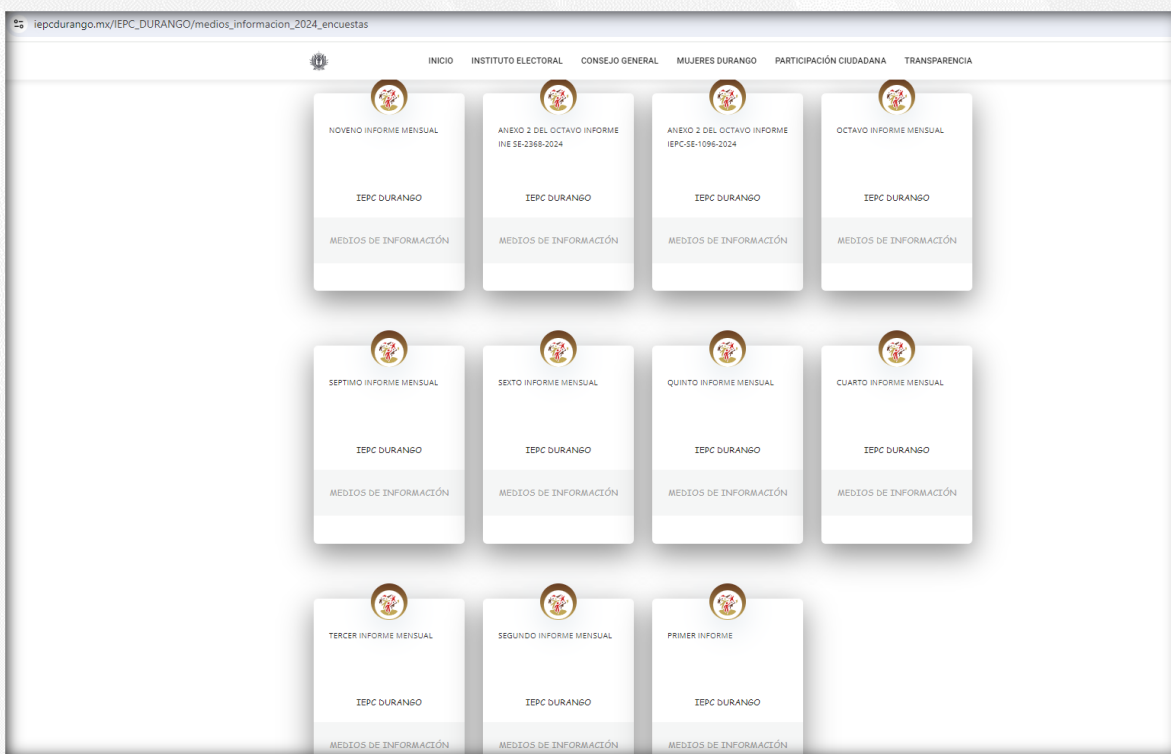 iepcdurango.mx/IEPC_DURANGO/medios_informacion_2024_encuestas
INICIO INSTITUTO ELECTORAL CONSEJO GENERAL MUJERES DURANGO PARTICIPACIÓN CIUDADANA TRANSPARENCIA
NOVENO INFORME MENSUAL
IEPC DURANGO
MEDIOS DE INFORMACIÓN
ANEXO 2 DEL OCTAVO INFORME
INE SE-2368-2024
IEPC DURANGO
MEDIOS DE INFORMACIÓN
ANEXO 2 DEL OCTAVO INFORME
IEPC-SE-1096-2024
IEPC DURANGO
MEDIOS DE INFORMACIÓN
OCTAVO INFORME MENSUAL
IEPC DURANGO
MEDIOS DE INFORMACIÓN
SEPTIMO INFORME MENSUAL
IEPC DURANGO
MEDIOS DE INFORMACIÓN
SEXTO INFORME MENSUAL
IEPC DURANGO
MEDIOS DE INFORMACIÓN
QUINTO INFORME MENSUAL
IEPC DURANGO
MEDIOS DE INFORMACIÓN
CUARTO INFORME MENSUAL
IEPC DURANGO
MEDIOS DE INFORMACIÓN
TERCER INFORME MENSUAL
IEPC DURANGO
MEDIOS DE INFORMACIÓN
SEGUNDO INFORME MENSUAL
IEPC DURANGO
MEDIOS DE INFORMACIÓN
PRIMER INFORME
IEPC DURANGO
MEDIOS DE INFORMACIÓN